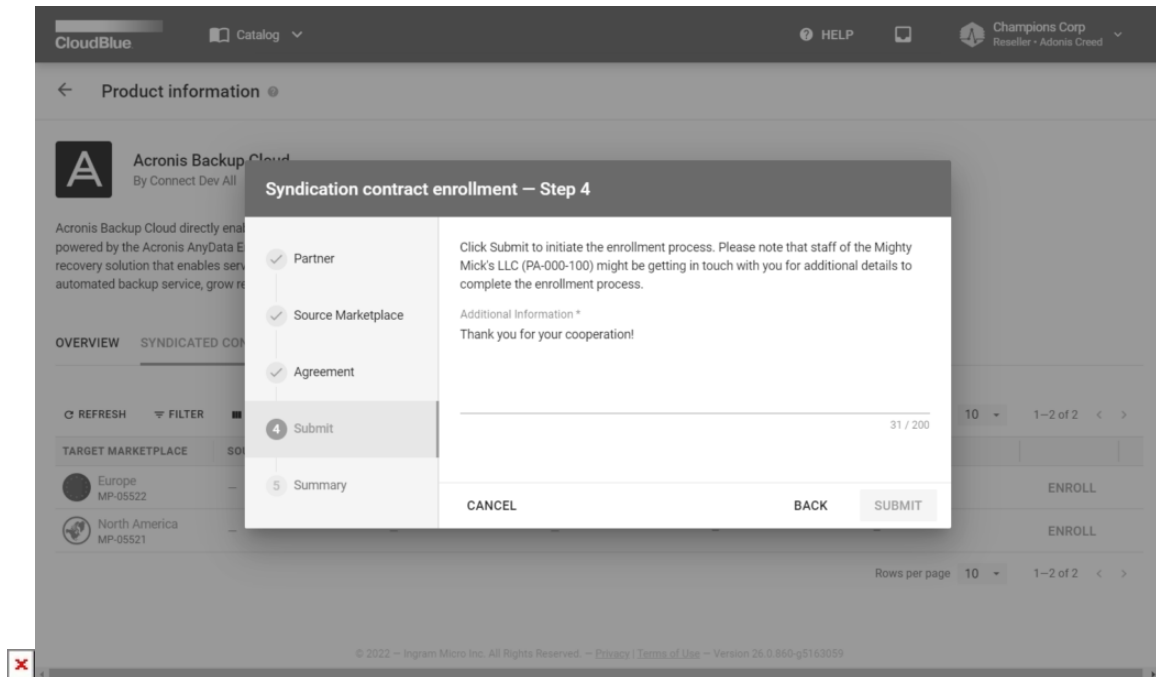 CloudBlue
Catalog
HELP
Champions Corp
Reseller • Adonis Creed
Product information
Acronis Backup Cloud
By Connect Dev All
Acronis Backup Cloud directly enal
powered by the Acronis AnyData E
recovery solution that enables serv
automated backup service, grow re
OVERVIEW SYNDICATED CON
Syndication contract enrollment — Step 4
Partner
Source Marketplace
Agreement
4 Submit
5 Summary
Click Submit to initiate the enrollment process. Please note that staff of the Mighty
Mick's LLC (PA-000-100) might be getting in touch with you for additional details to
complete the enrollment process.
Additional Information *
Thank you for your cooperation!
31 / 200
CANCEL BACK SUBMIT
REFRESH FILTER 10 1–2 of 2
TARGET MARKETPLACE SOU
Europe
MP-05522
– ENROLL
North America
MP-05521
– – – – – ENROLL
Rows per page 10 1–2 of 2
© 2022 – Ingram Micro Inc. All Rights Reserved. – Privacy | Terms of Use – Version 26.0.860-g5163059